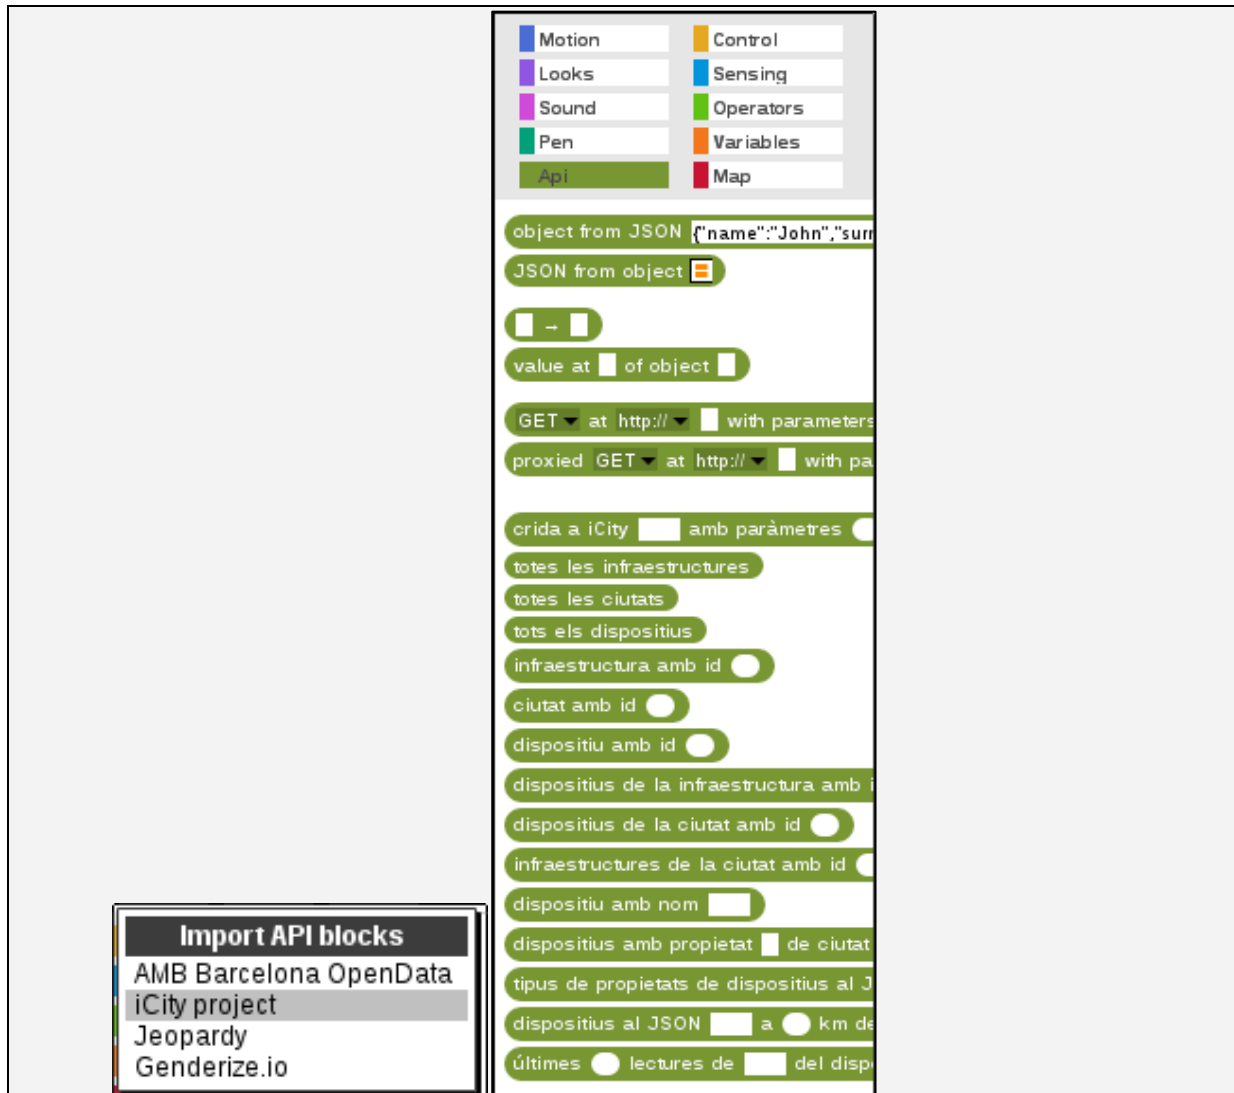 Motion Control
Looks Sensing
Sound Operators
Pen Variables
Api Map
object from JSON {"name":"John","surn
JSON from object
→
value at of object
GET at http:// with parameters
proxied GET at http:// with pa
crida a iCity amb paràmetres
totes les infraestructures
totes les ciutats
tots els dispositius
infraestructura amb id
ciutat amb id
dispositiu amb id
dispositius de la infraestructura amb i
dispositius de la ciutat amb id
infraestructures de la ciutat amb id
dispositiu amb nom
dispositius amb propietat de ciutat
tipus de propietats de dispositius al J
dispositius al JSON a km de
últimes lectures de del dispo
Import API blocks
AMB Barcelona OpenData
iCity project
Jeopardy
Genderize.io